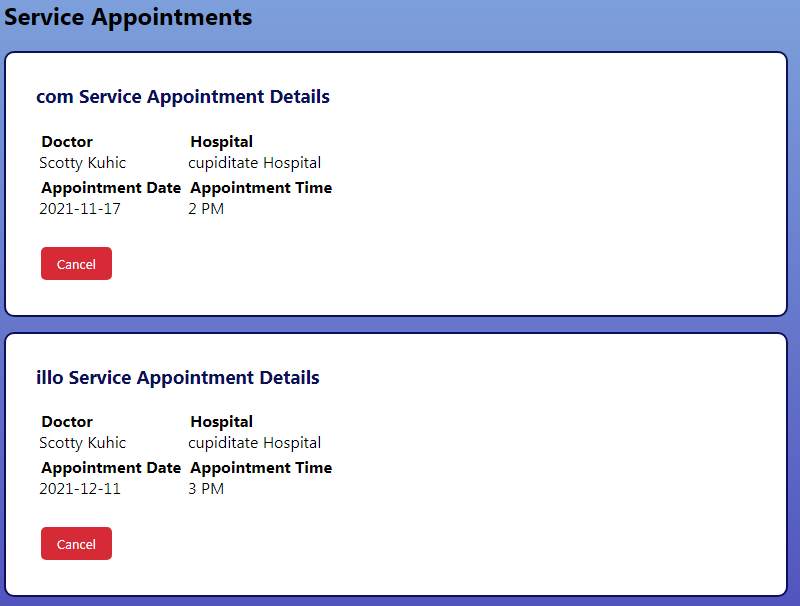 Service Appointments
com Service Appointment Details
Doctor Hospital
Scotty Kuhic cupiditate Hospital
Appointment Date Appointment Time
2021-11-17 2 PM
Cancel
illo Service Appointment Details
Doctor Hospital
Scotty Kuhic cupiditate Hospital
Appointment Date Appointment Time
2021-12-11 3 PM
Cancel